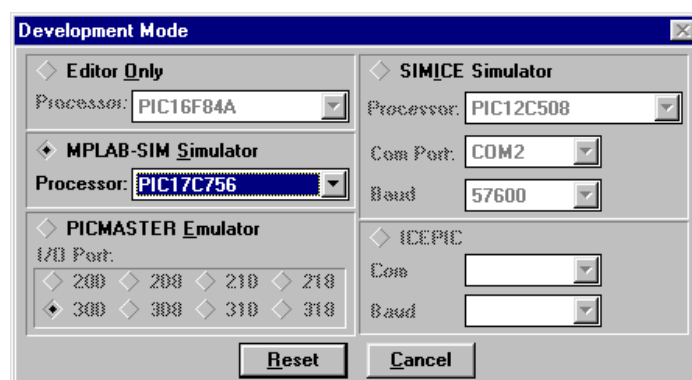 Development Mode
Editor Only
Processor: PIC16F84A
MPLAB-SIM Simulator
Processor: PIC17C756
PICMASTER Emulator
I/O Port:
200 208 210 218
300 308 310 318
SIMICE Simulator
Processor: PIC12C508
Com Port: COM2
Baud 57600
ICEPIC
Com
Baud
Reset Cancel